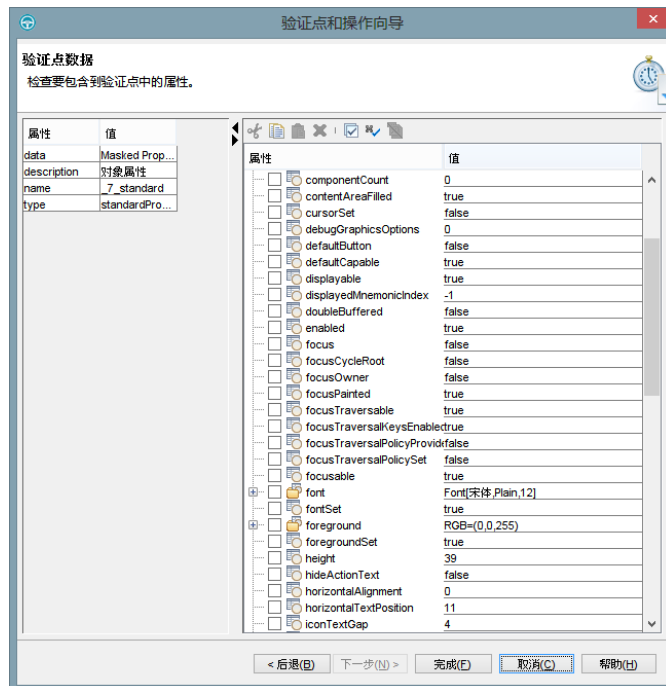 验证点和操作向导
验证点数据
检查要包含到验证点中的属性。
属性 值
data Masked Prop...
description 对象属性
name _7_standard
type standardPro...
属性 值
componentCount 0
contentAreaFilled true
cursorSet false
debugGraphicsOptions 0
defaultButton false
defaultCapable true
displayable true
displayedMnemonicIndex -1
doubleBuffered false
enabled true
focus false
focusCycleRoot false
focusOwner false
focusPainted true
focusTraversable true
focusTraversalKeysEnabled true
focusTraversalPolicyProvid false
focusTraversalPolicySet false
focusable true
font Font[宋体,Plain,12]
fontSet true
foreground RGB=(0,0,255)
foregroundSet true
height 39
hideActionText false
horizontalAlignment 0
horizontalTextPosition 11
iconTextGap 4
< 后退(B) 下一步(N) > 完成(F) 取消(C) 帮助(H)